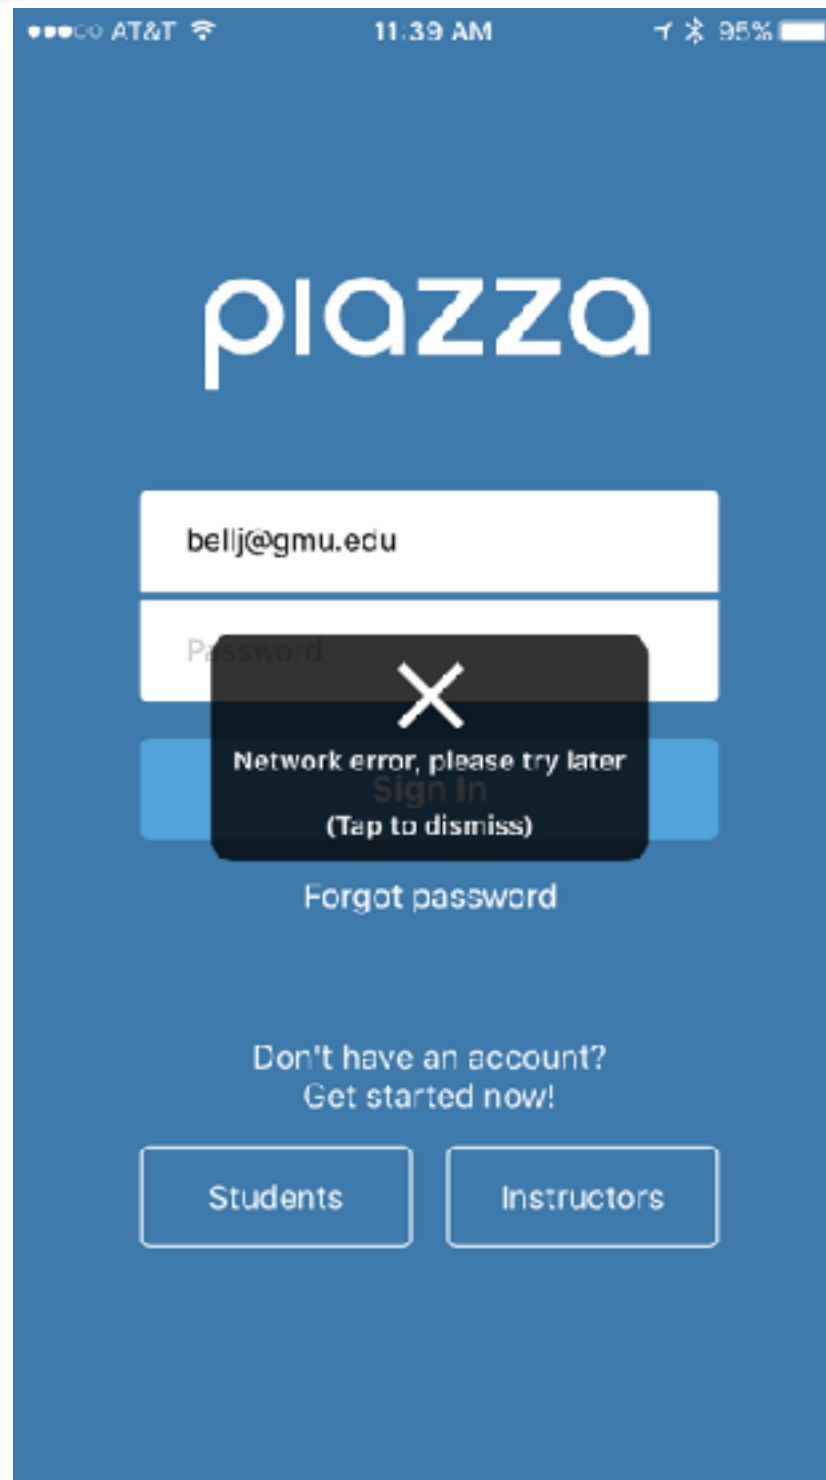 AT&T 11:39 AM 95%
piazza
bellj@gmu.edu
Password
Network error, please try later
Sign In
(Tap to dismiss)
Forgot password
Don't have an account?
Get started now!
Students Instructors